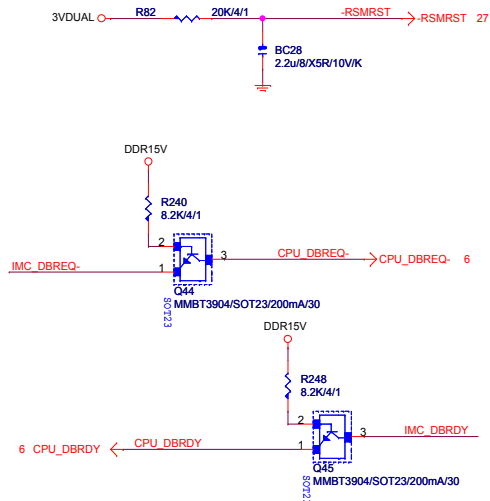 3VDUAL R82 20K/4/1 -RSMRST -RSMRST 27
BC28
2.2u/8/X5R/10V/K
DDR15V
R240
8.2K/4/1
2
IMC_DBREQ- 1 3 CPU_DBREQ- CPU_DBREQ- 6
Q44
MMBT3904/SOT23/200mA/30
SOT23
DDR15V
R248
8.2K/4/1
2
6 CPU_DBRDY CPU_DBRDY 1 3 IMC_DBRDY
Q45
MMBT3904/SOT23/200mA/30